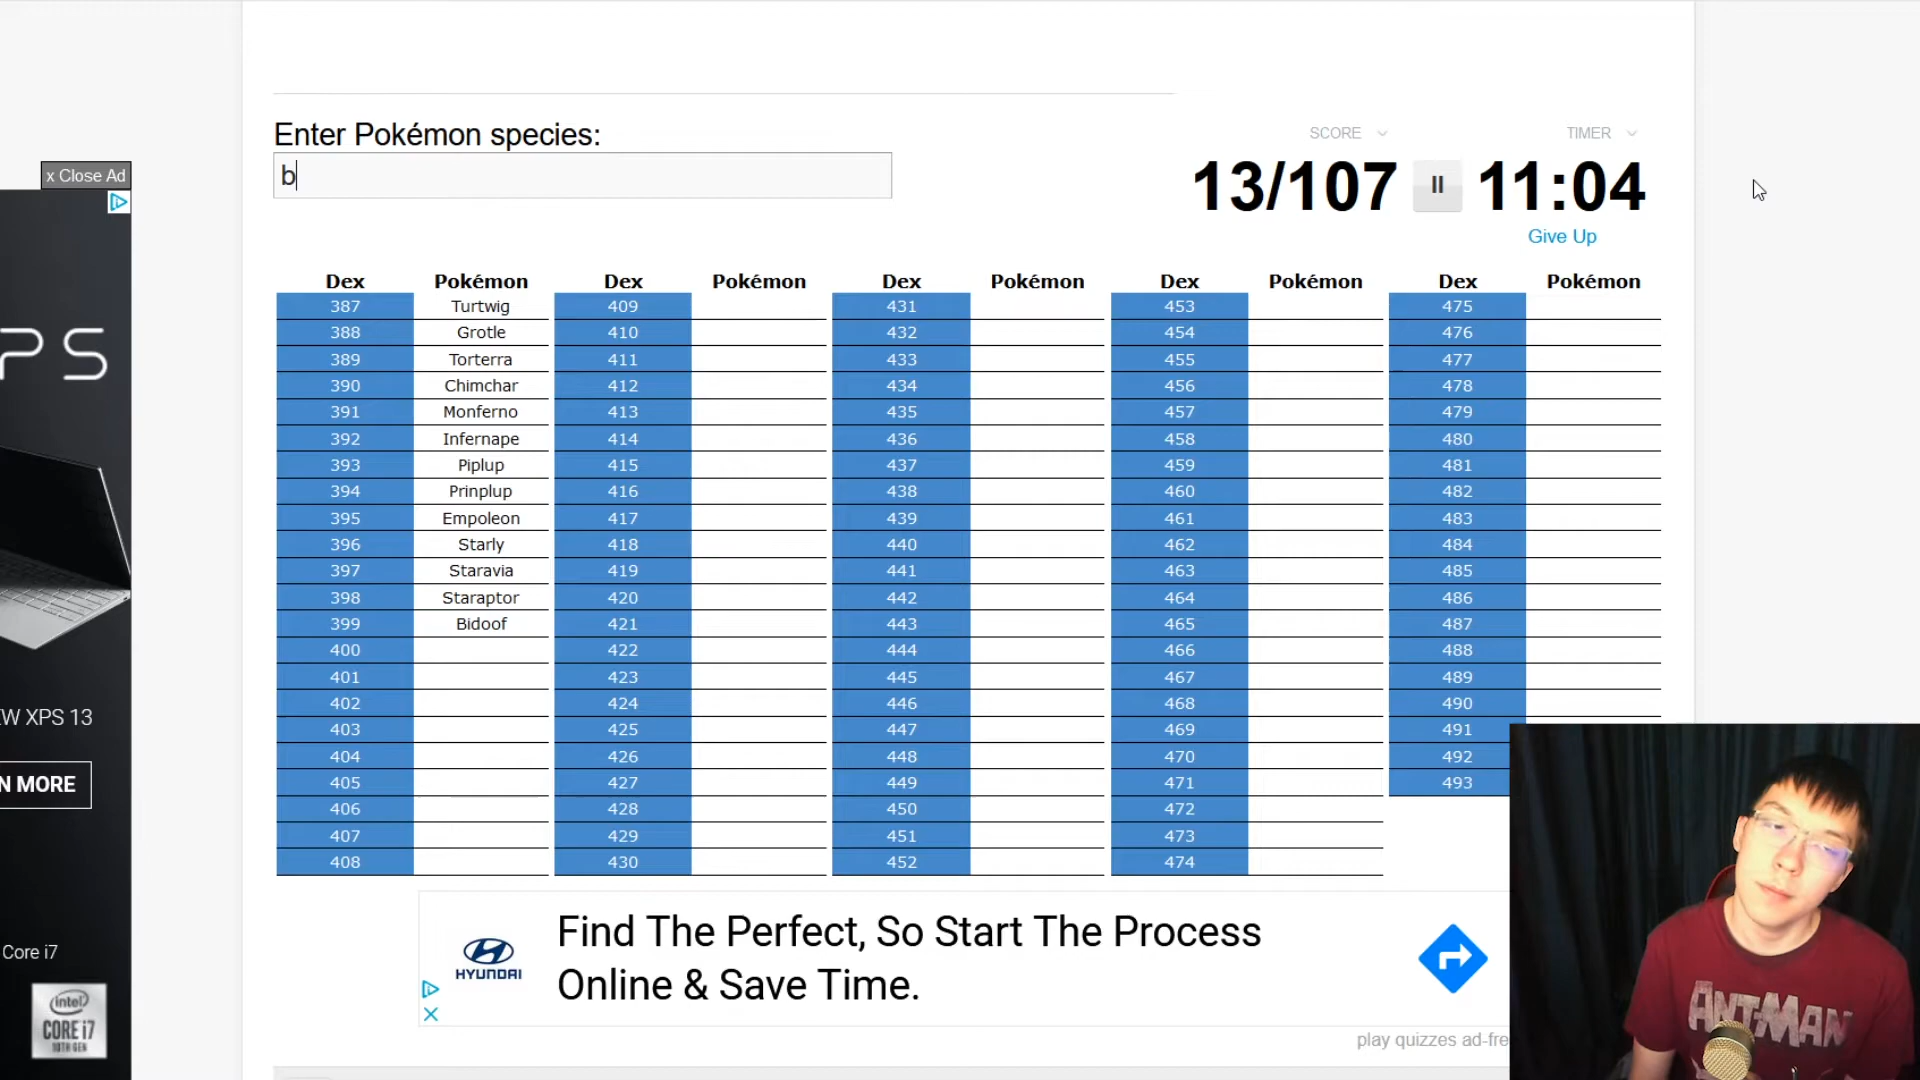 Enter Pokémon species:
b
SCORE
TIMER
13/107
11:04
Give Up
x Close Ad
PS
W XPS 13
N MORE
Core i7
intel
CORE i7
10TH GEN
Dex Pokémon Dex Pokémon Dex Pokémon Dex Pokémon Dex Pokémon
387 Turtwig 409 431 453 475
388 Grotle 410 432 454 476
389 Torterra 411 433 455 477
390 Chimchar 412 434 456 478
391 Monferno 413 435 457 479
392 Infernape 414 436 458 480
393 Piplup 415 437 459 481
394 Prinplup 416 438 460 482
395 Empoleon 417 439 461 483
396 Starly 418 440 462 484
397 Staravia 419 441 463 485
398 Staraptor 420 442 464 486
399 Bidoof 421 443 465 487
400 422 444 466 488
401 423 445 467 489
402 424 446 468 490
403 425 447 469 491
404 426 448 470 492
405 427 449 471 493
406 428 450 472
407 429 451 473
408 430 452 474
HYUNDAI
Find The Perfect, So Start The Process
Online & Save Time.
play quizzes ad-fre
ANT-MAN